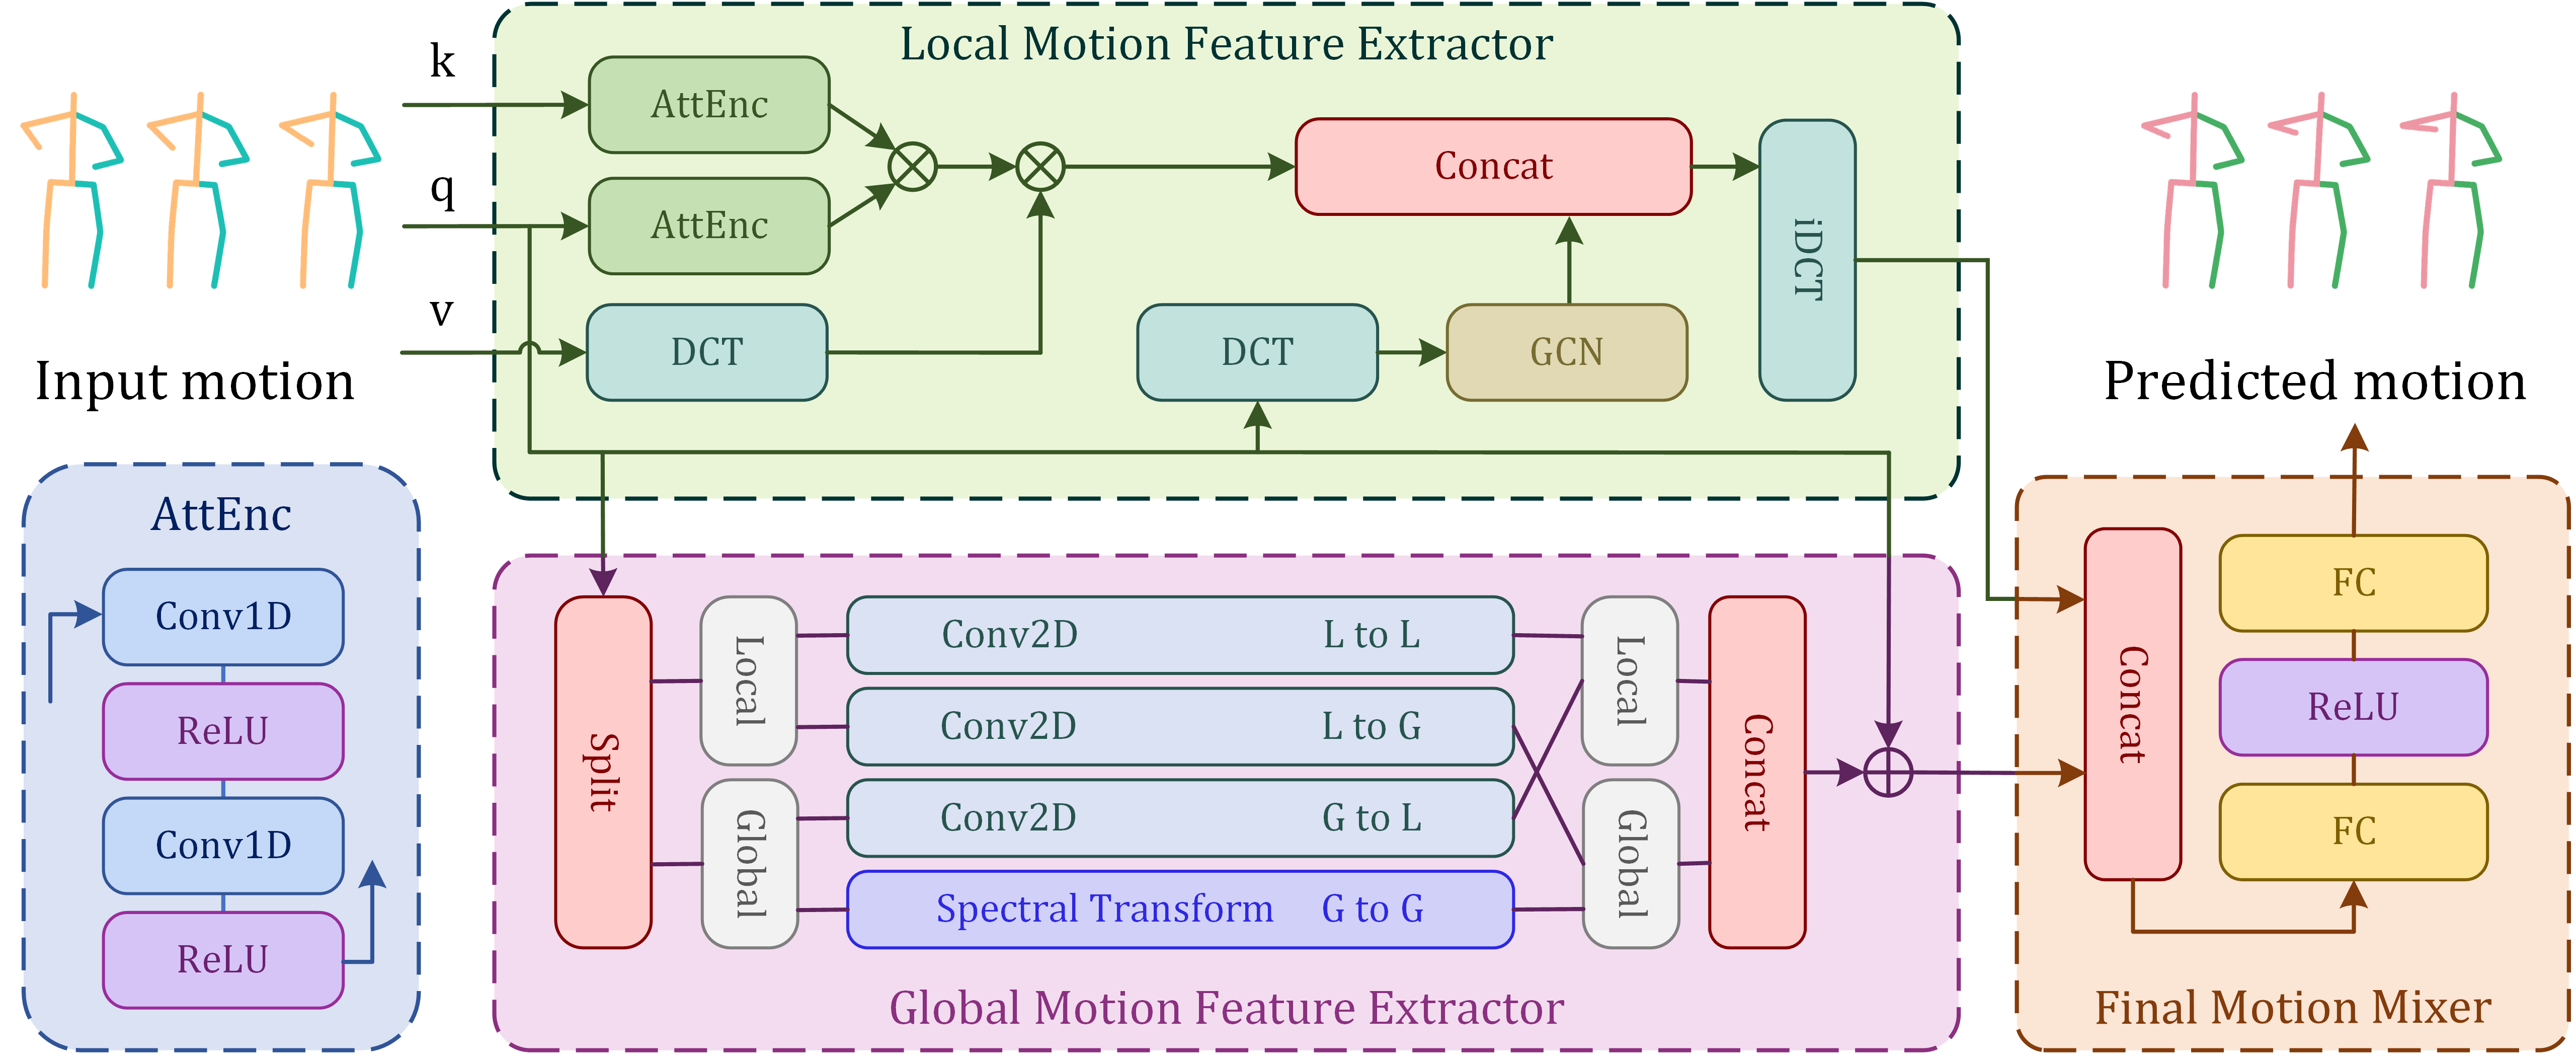 Local Motion Feature Extractor
k
AttEnc
q
AttEnc
v
DCT
Concat
iDCT
DCT
GCN
Input motion
Predicted motion
AttEnc
Conv1D
ReLU
Conv1D
ReLU
Split
Local
Global
Conv2D L to L
Conv2D L to G
Conv2D G to L
Spectral Transform G to G
Local
Global
Concat
Global Motion Feature Extractor
Concat
FC
ReLU
FC
Final Motion Mixer